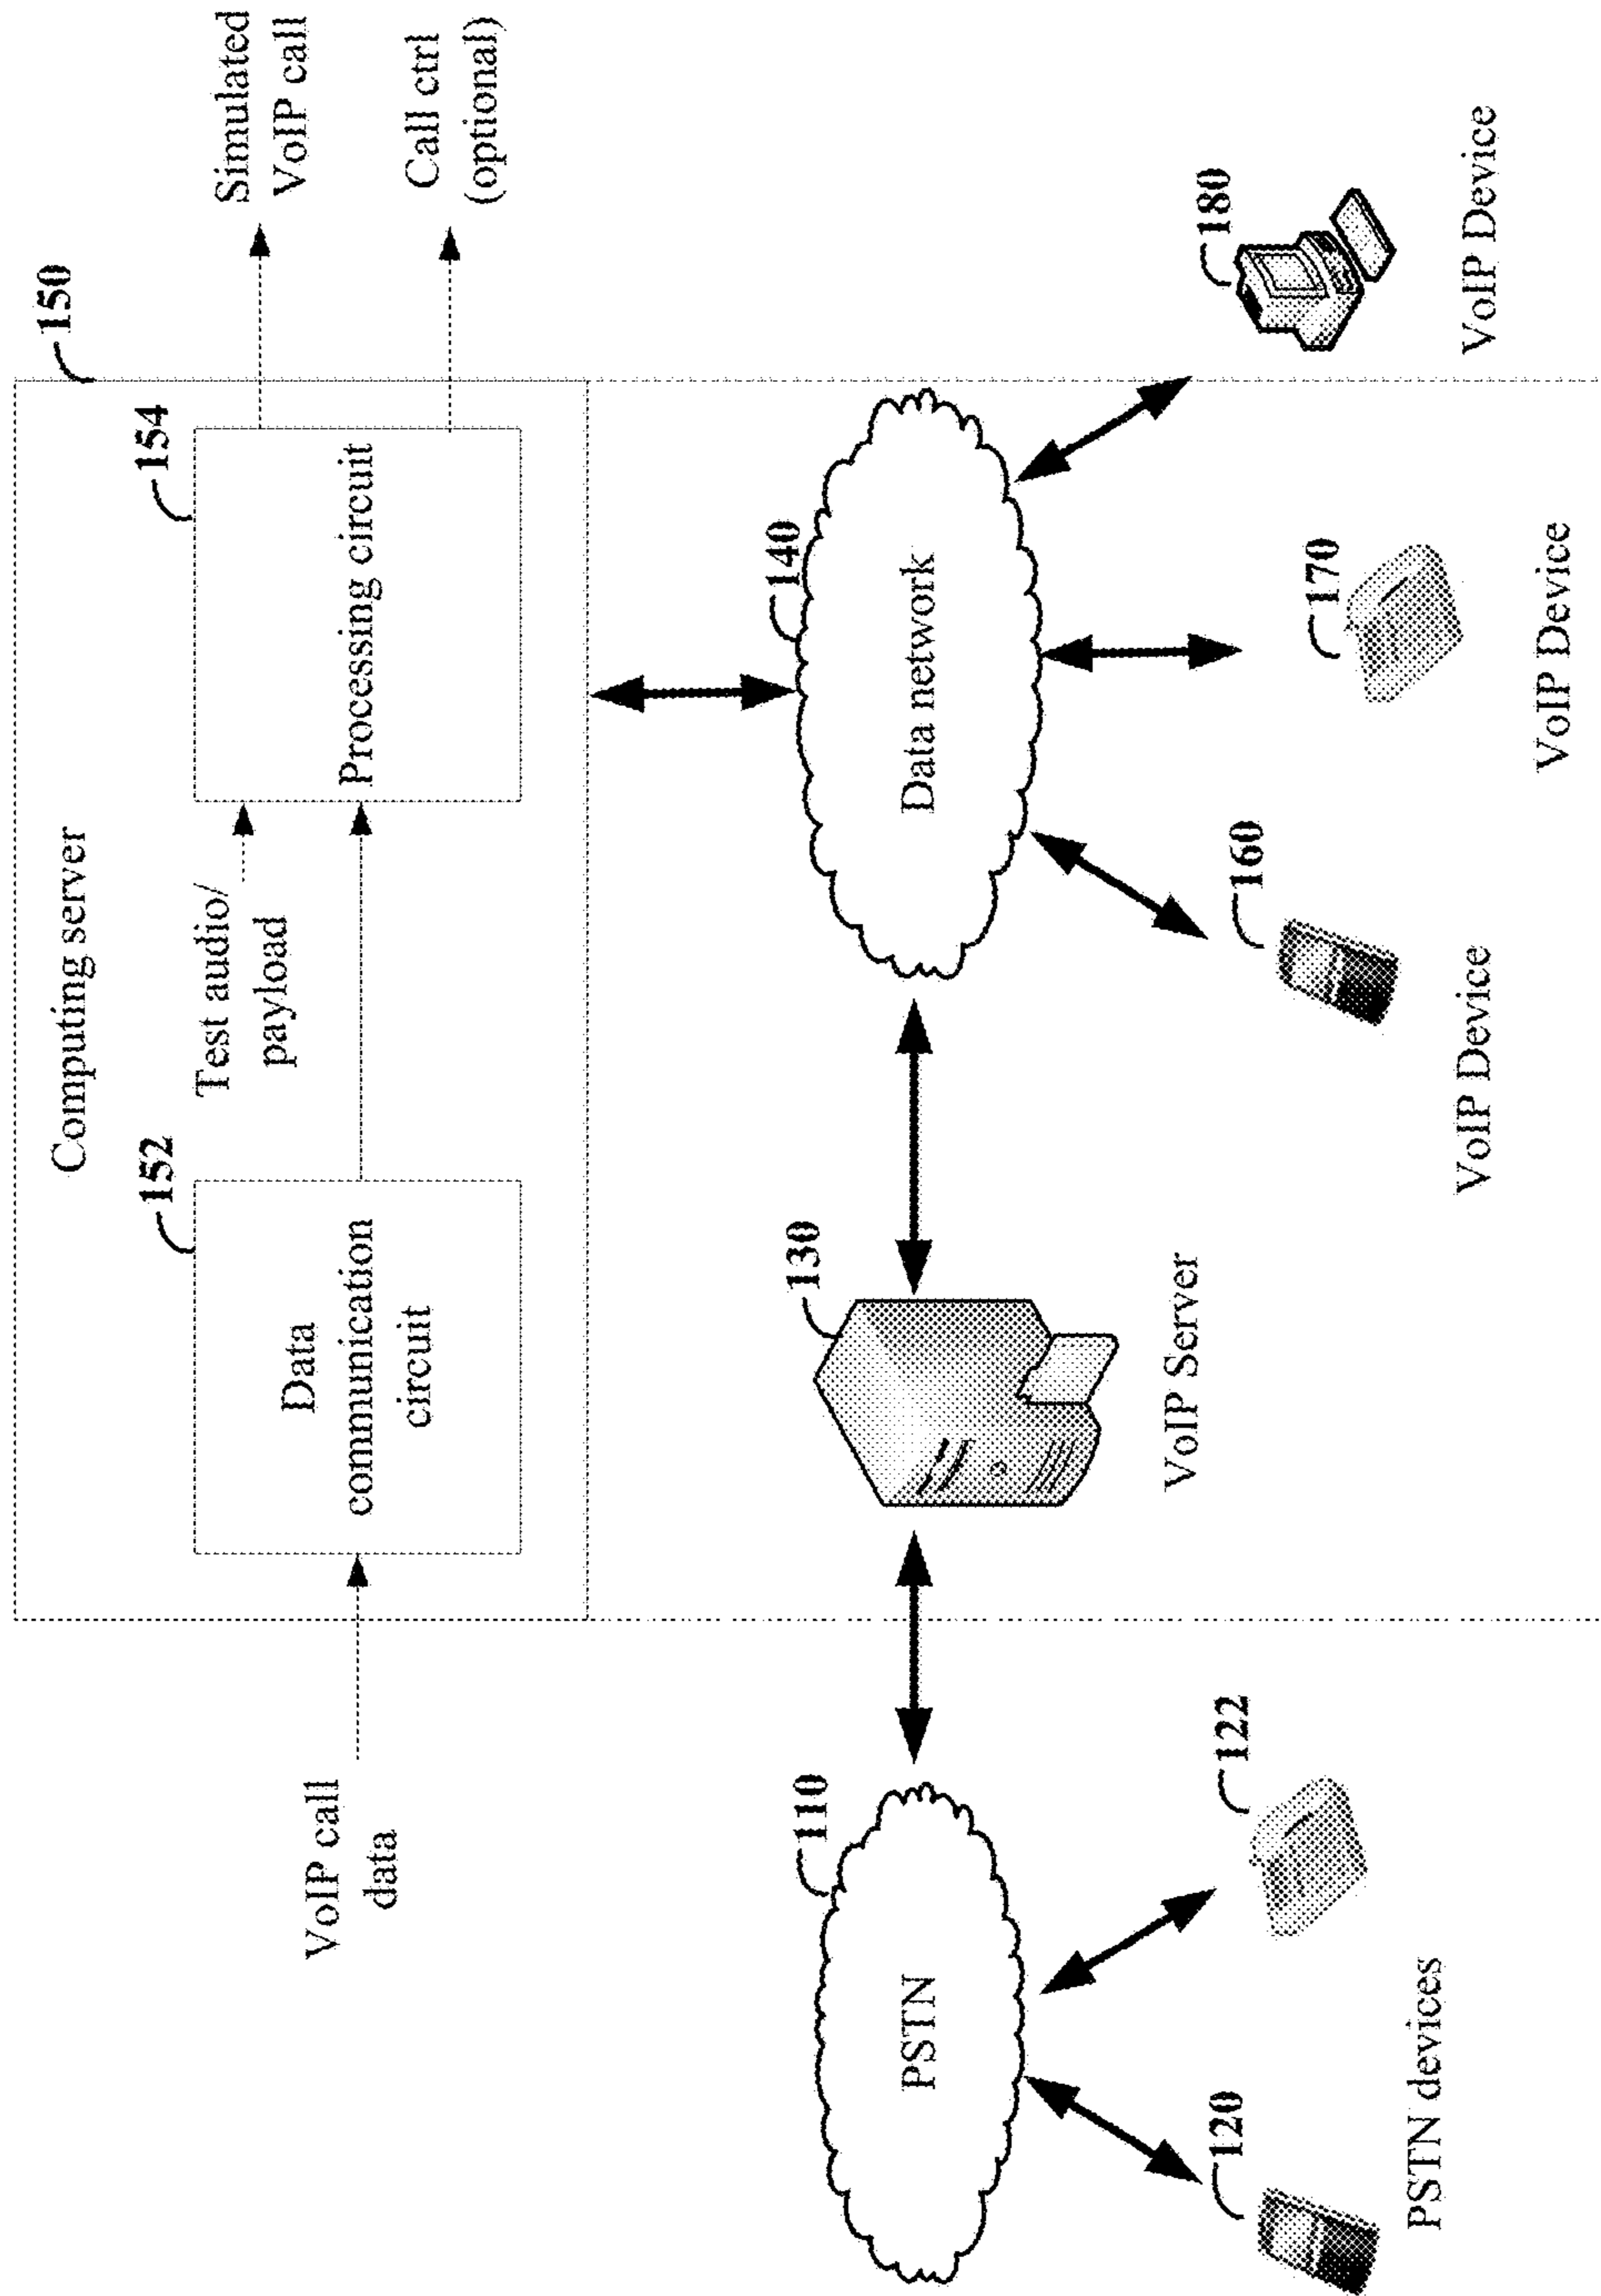 Computing server
150
VoIP call
data
152
Data
communication
circuit
Test audio/
payload
154
Processing circuit
Simulated
VoIP call
Call ctrl
(optional)
110
PSTN
130
VoIP Server
140
Data network
120
122
PSTN devices
160
VoIP Device
170
VoIP Device
180
VoIP Device